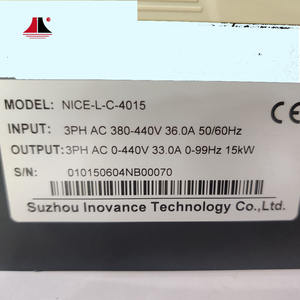 MODEL: NICE-L-C-4015
INPUT: 3PH AC 380-440V 36.0A 50/60Hz
OUTPUT: 3PH AC 0-440V 33.0A 0-99Hz 15kW
S/N: 010150604NB00070
Suzhou Inovance Technology Co.,Ltd.
CE